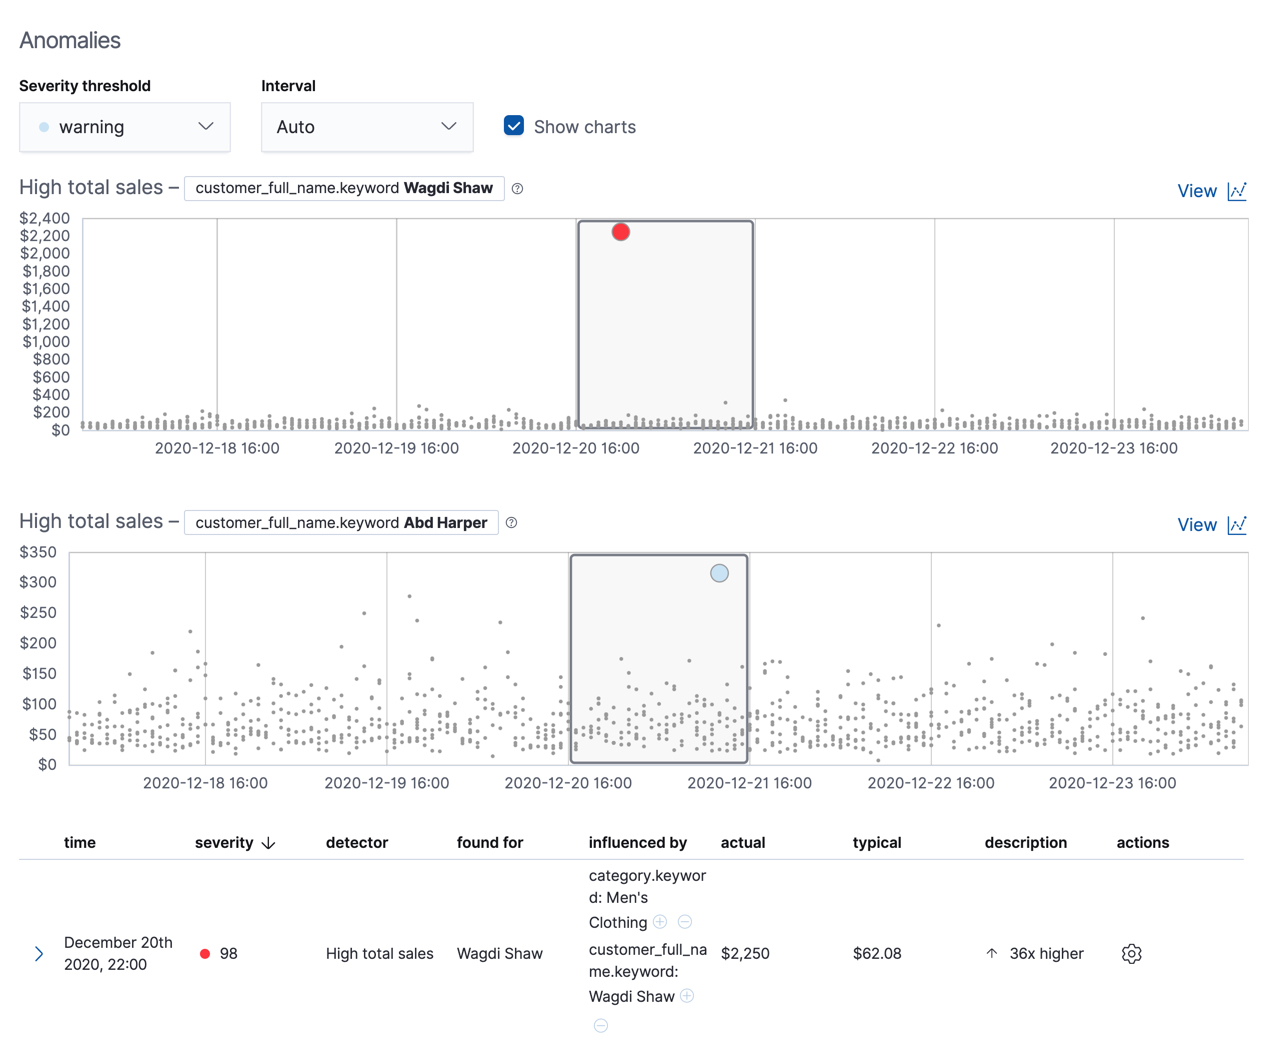 Anomalies
Severity threshold
Interval
warning
Auto
Show charts
High total sales – customer_full_name.keyword Wagdi Shaw
View
$2,400
$2,200
$2,000
$1,800
$1,600
$1,400
$1,200
$1,000
$800
$600
$400
$200
$0
2020-12-18 16:00 2020-12-19 16:00 2020-12-20 16:00 2020-12-21 16:00 2020-12-22 16:00 2020-12-23 16:00
High total sales – customer_full_name.keyword Abd Harper
View
$350
$300
$250
$200
$150
$100
$50
$0
2020-12-18 16:00 2020-12-19 16:00 2020-12-20 16:00 2020-12-21 16:00 2020-12-22 16:00 2020-12-23 16:00
time severity detector found for influenced by actual typical description actions
December 20th
2020, 22:00
98
High total sales
Wagdi Shaw
category.keywor
d: Men's
Clothing
customer_full_na
me.keyword:
Wagdi Shaw
$2,250
$62.08
36x higher